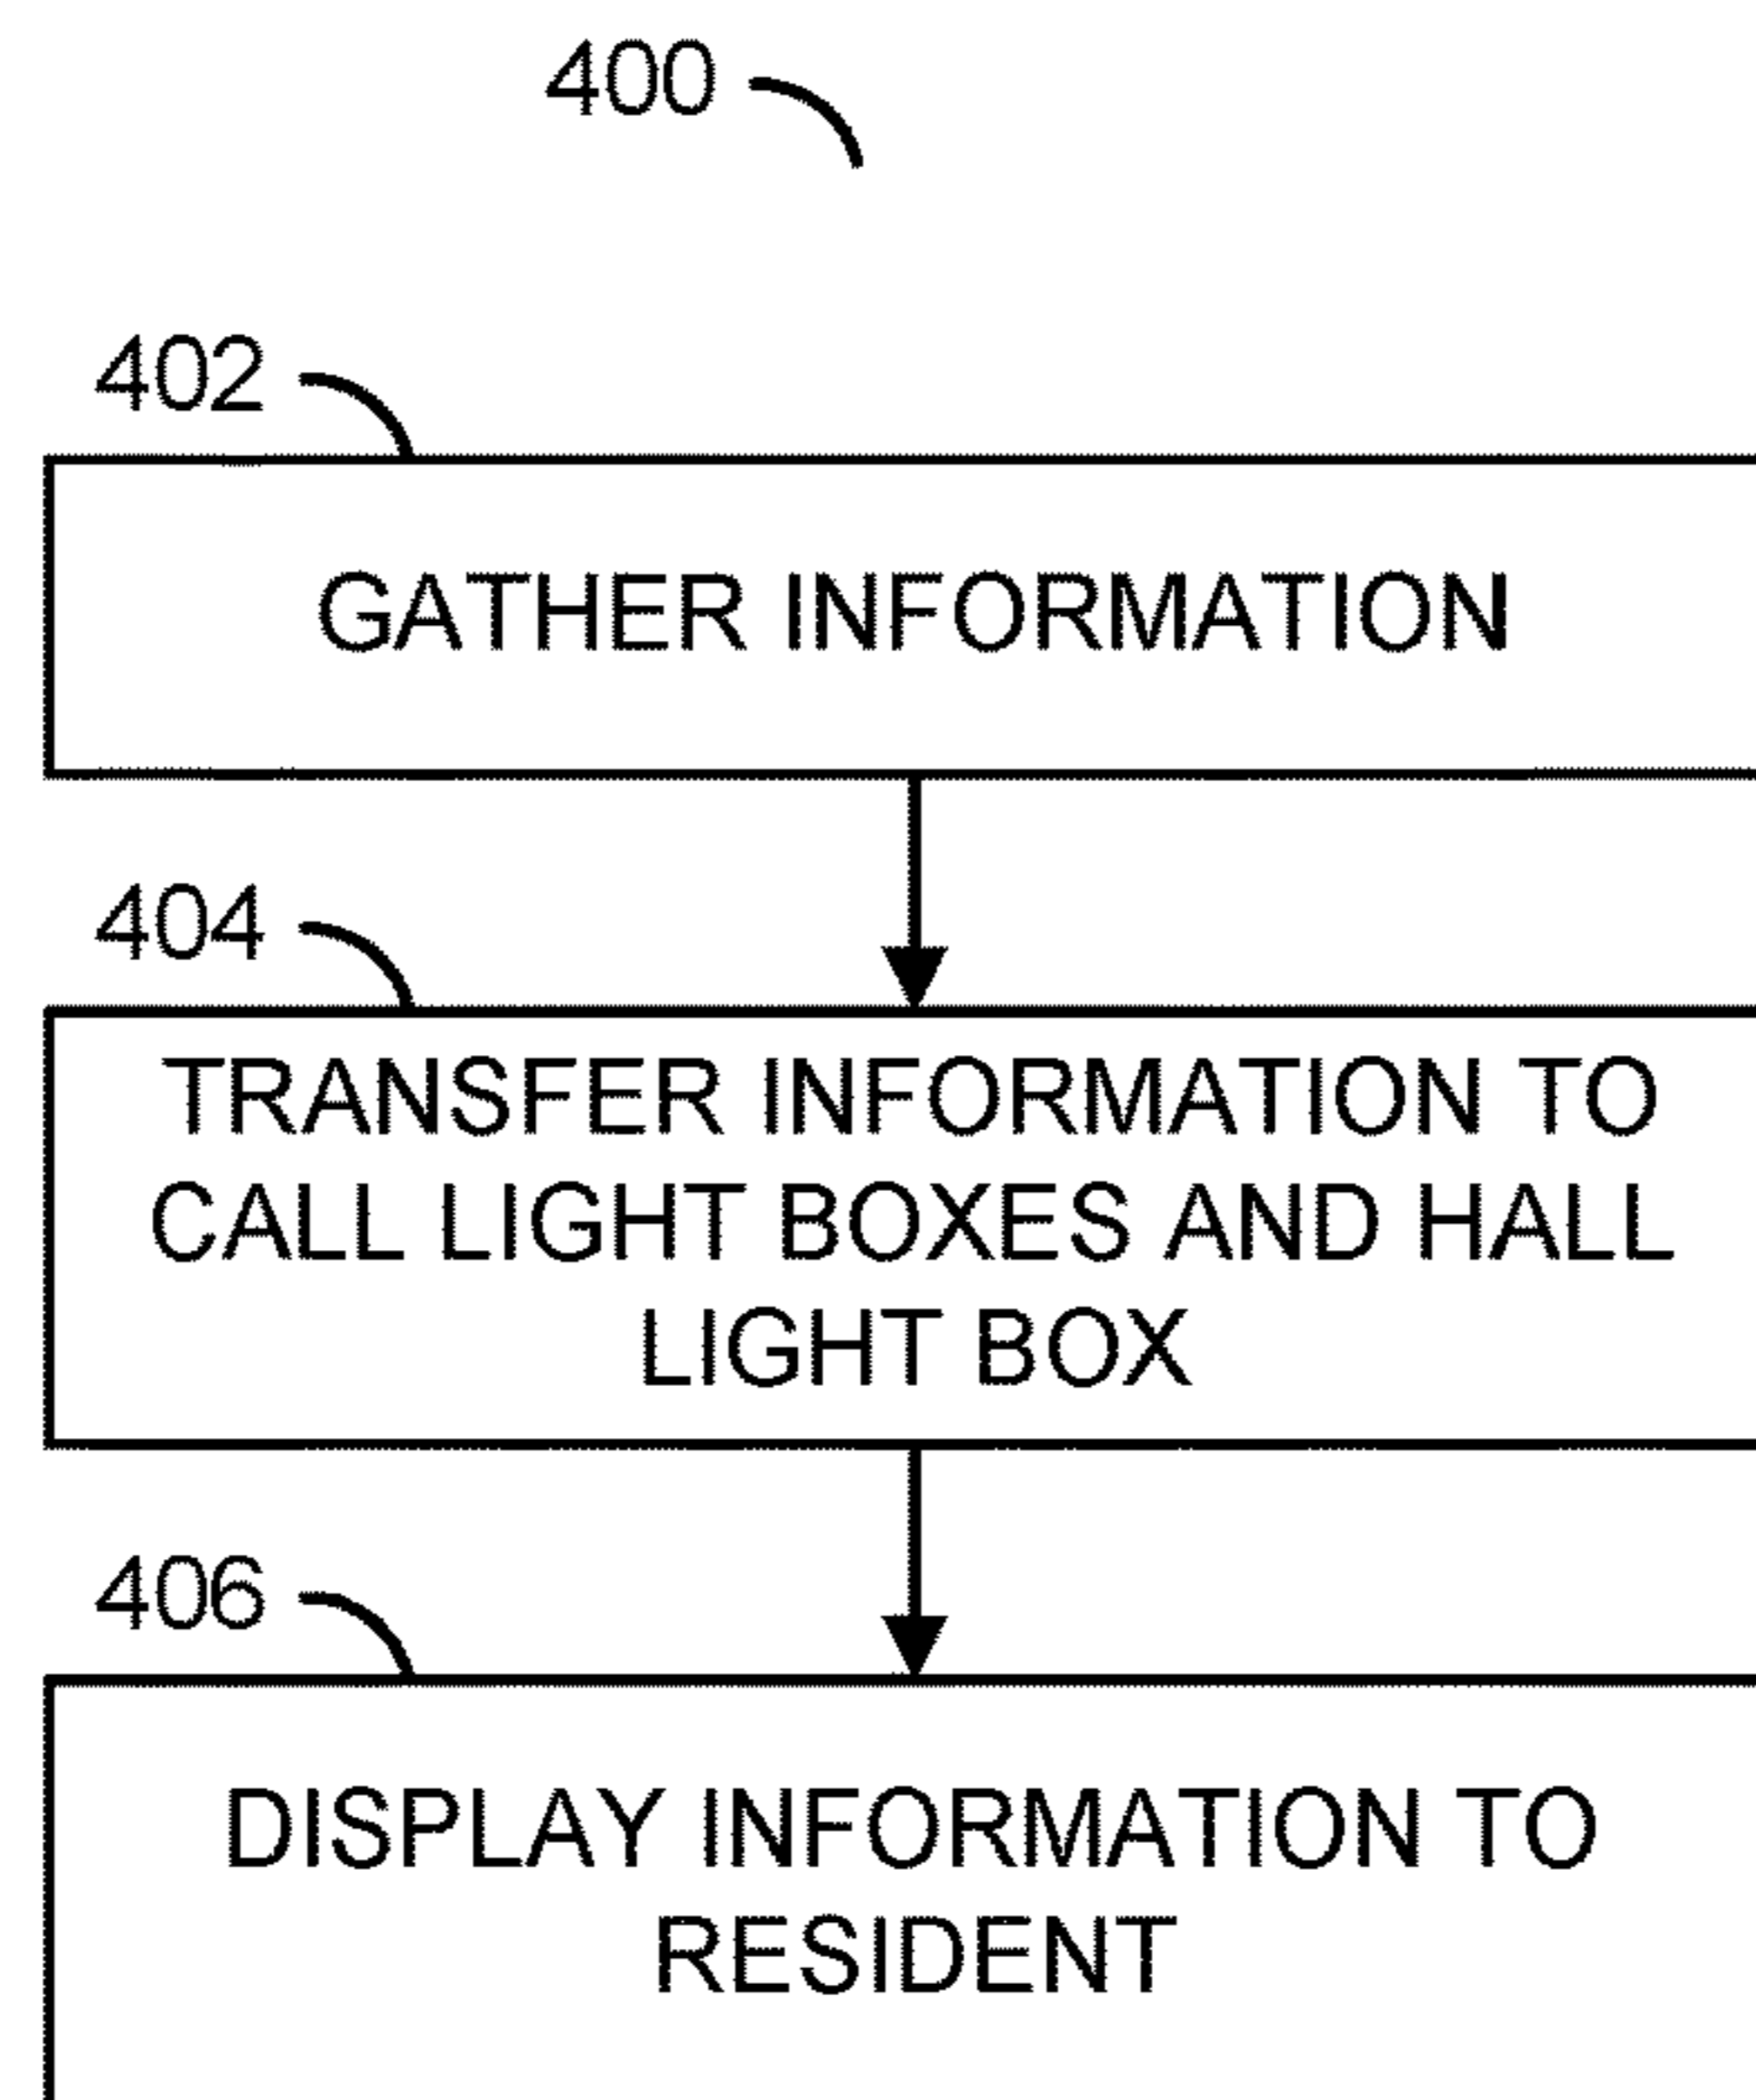 400
402
GATHER INFORMATION
404
TRANSFER INFORMATION TO
CALL LIGHT BOXES AND HALL
LIGHT BOX
406
DISPLAY INFORMATION TO
RESIDENT